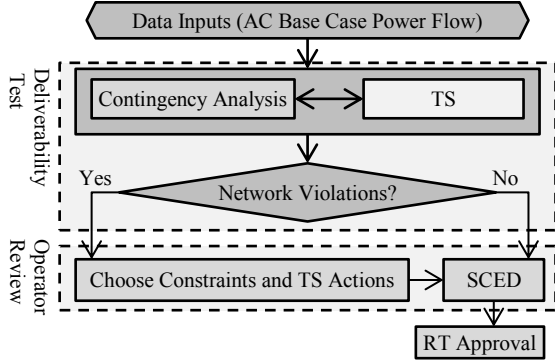 Data Inputs (AC Base Case Power Flow)
Deliverability
Test
Contingency Analysis
TS
Network Violations?
Yes
No
Operator
Review
Choose Constraints and TS Actions
SCED
RT Approval